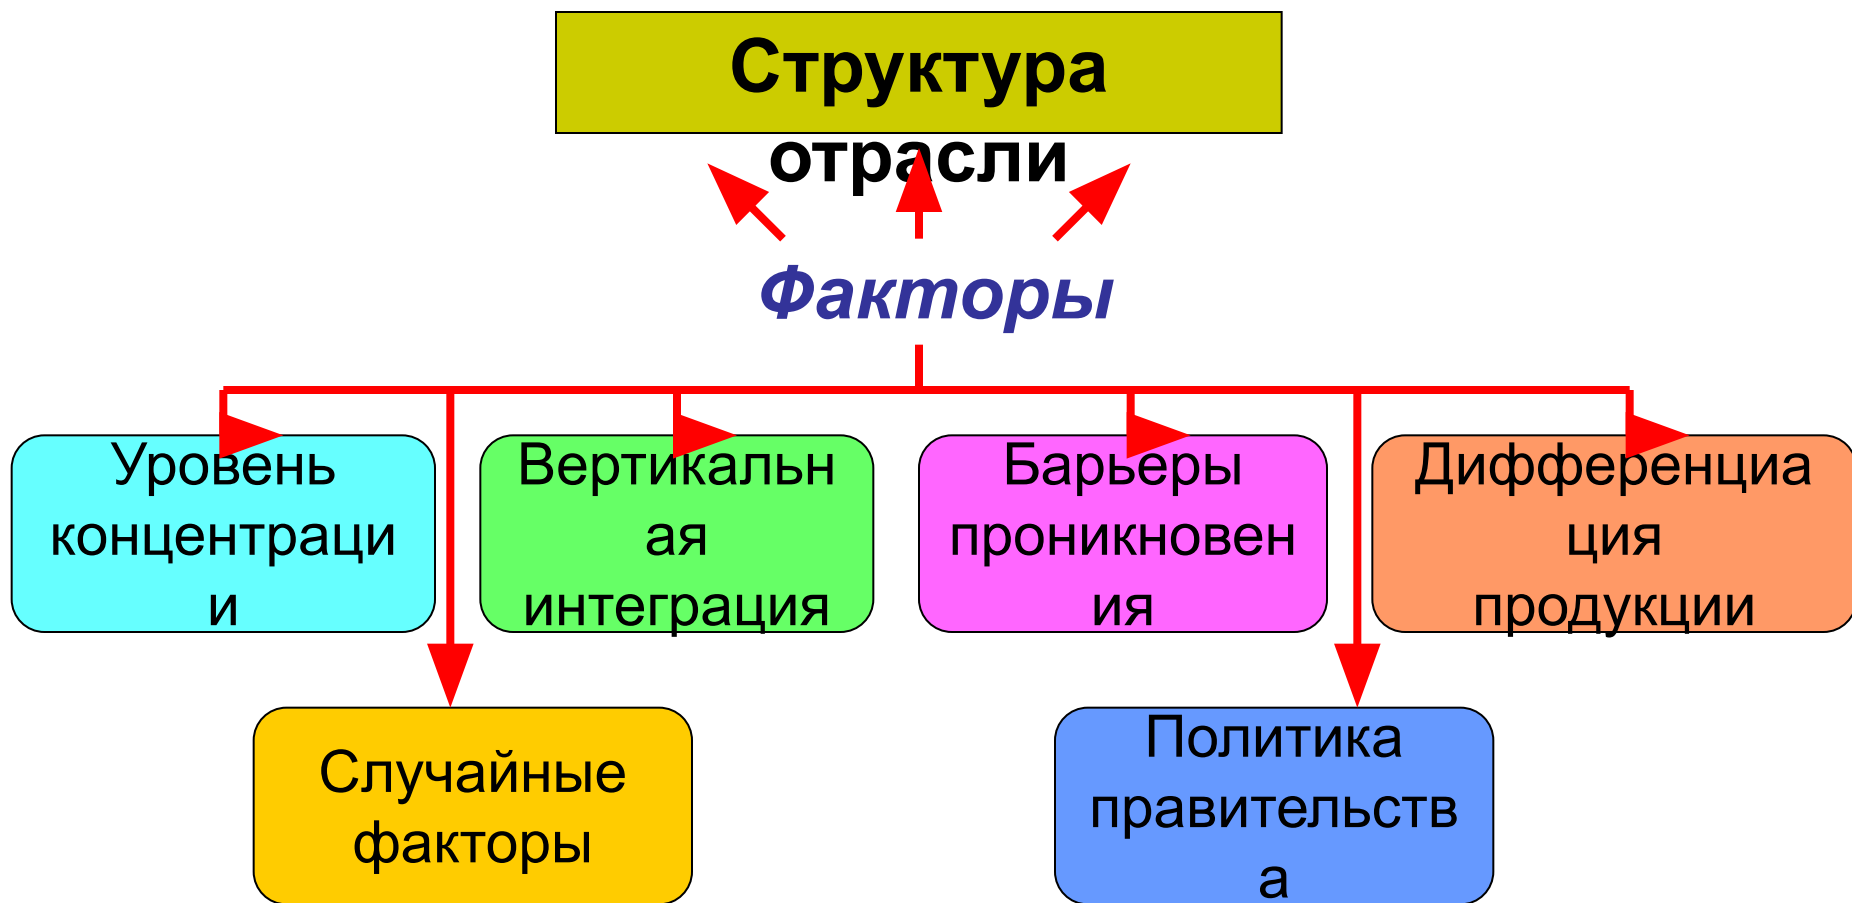 Структура
отрасли
Факторы
Уровень
концентраци
и
Вертикальн
ая
интеграция
Барьеры
проникновен
ия
Дифференциа
ция
продукции
Случайные
факторы
Политика
правительств
а